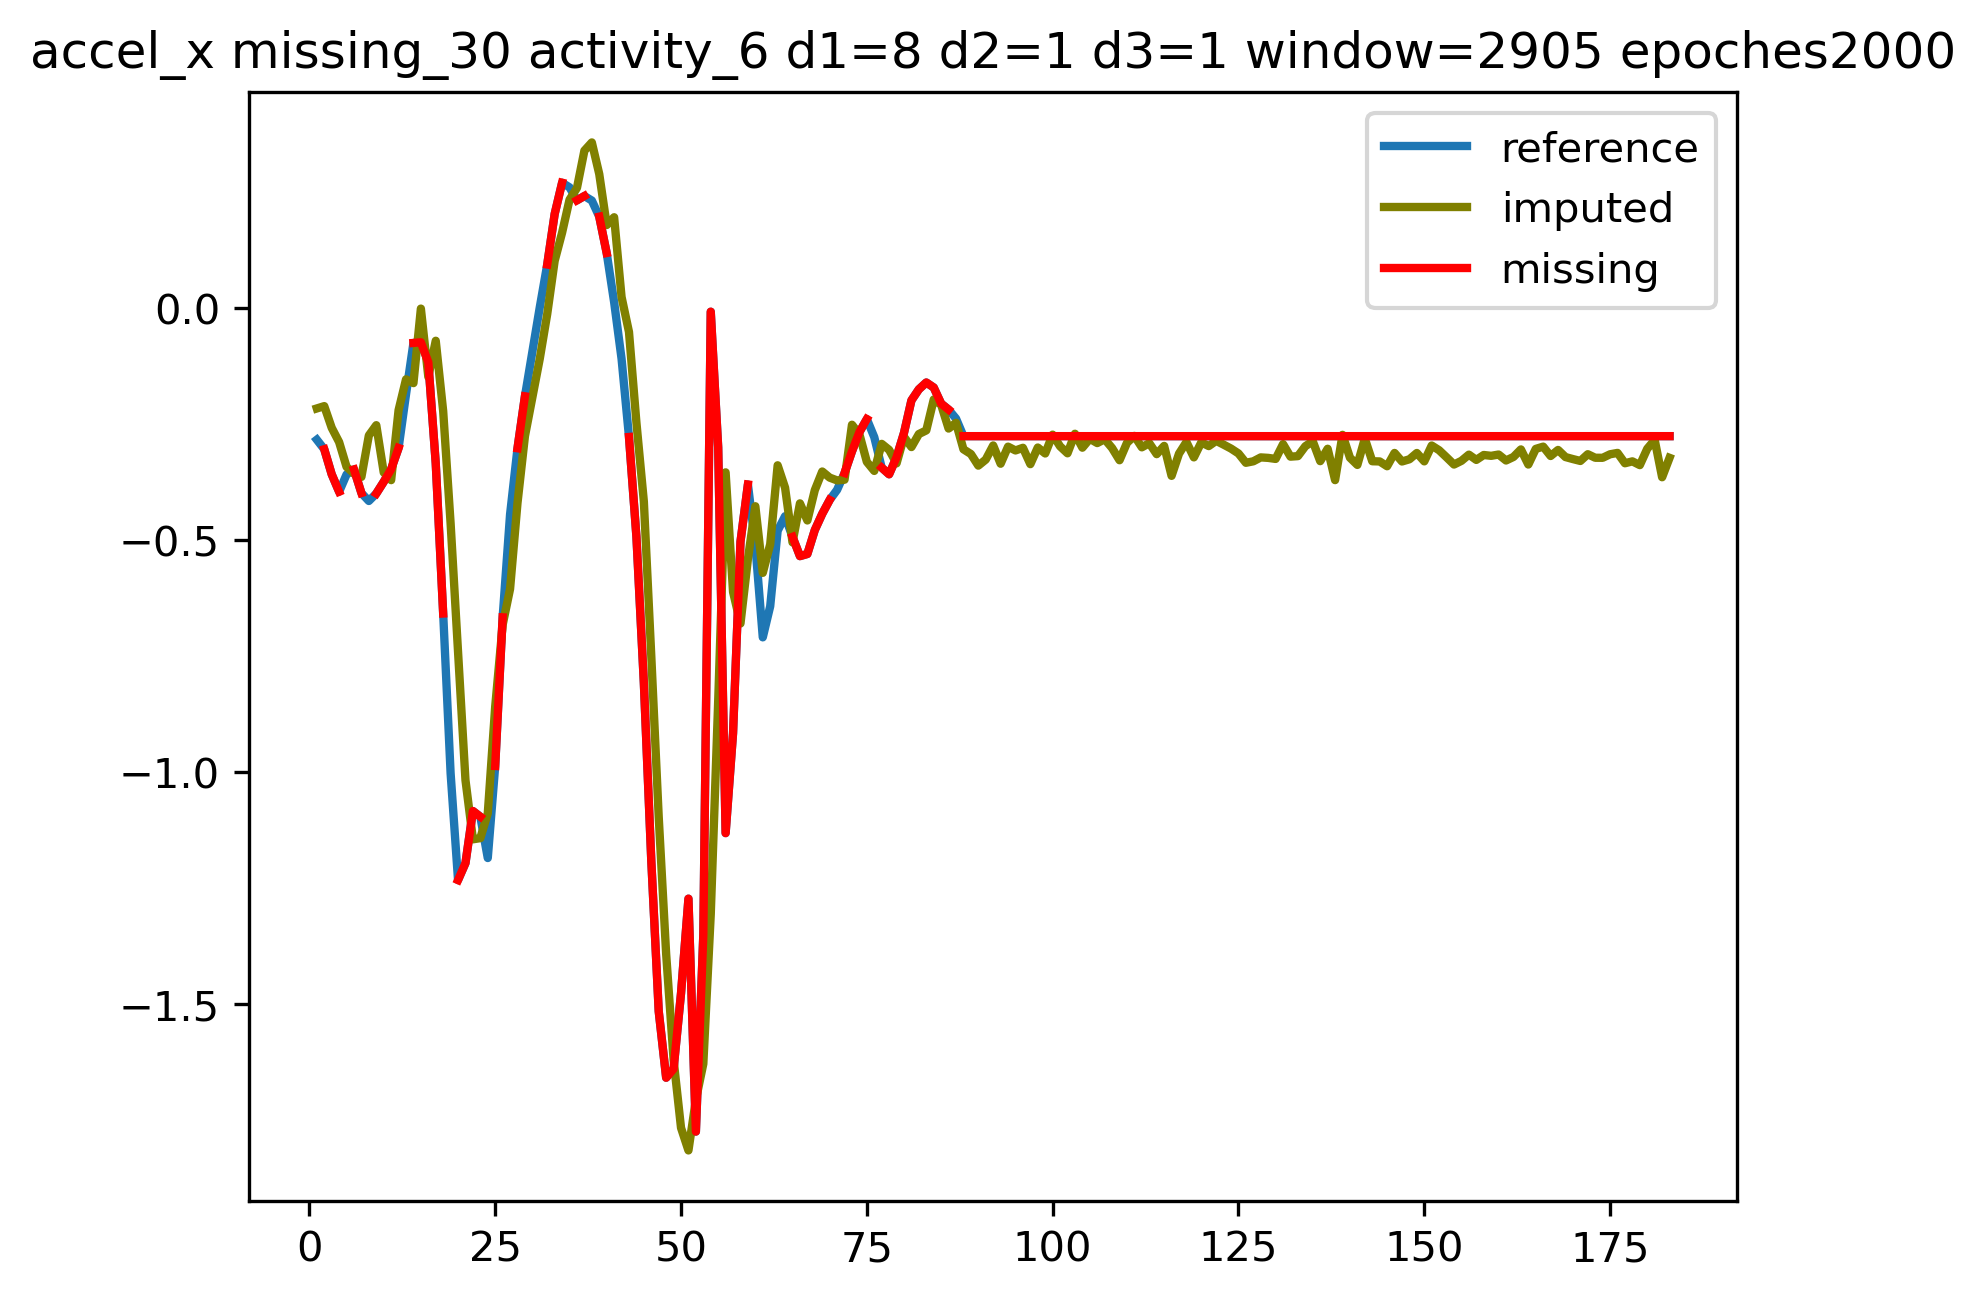 accel_x missing_30 activity_6 d1=8 d2=1 d3=1 window=2905 epoches2000
reference
imputed
missing
0.0
−0.5
−1.0
−1.5
0 25 50 75 100 125 150 175